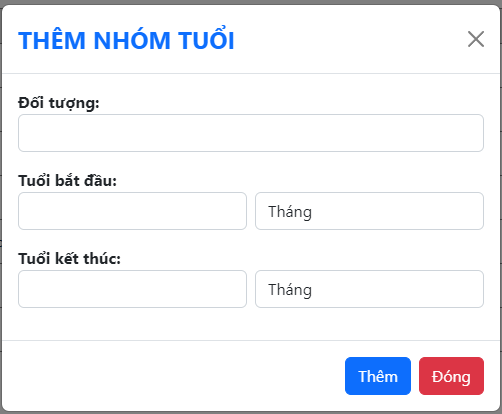 THÊM NHÓM TUỔI
Đối tượng:
Tuổi bắt đầu:
Tháng
Tuổi kết thúc:
Tháng
Thêm Đóng